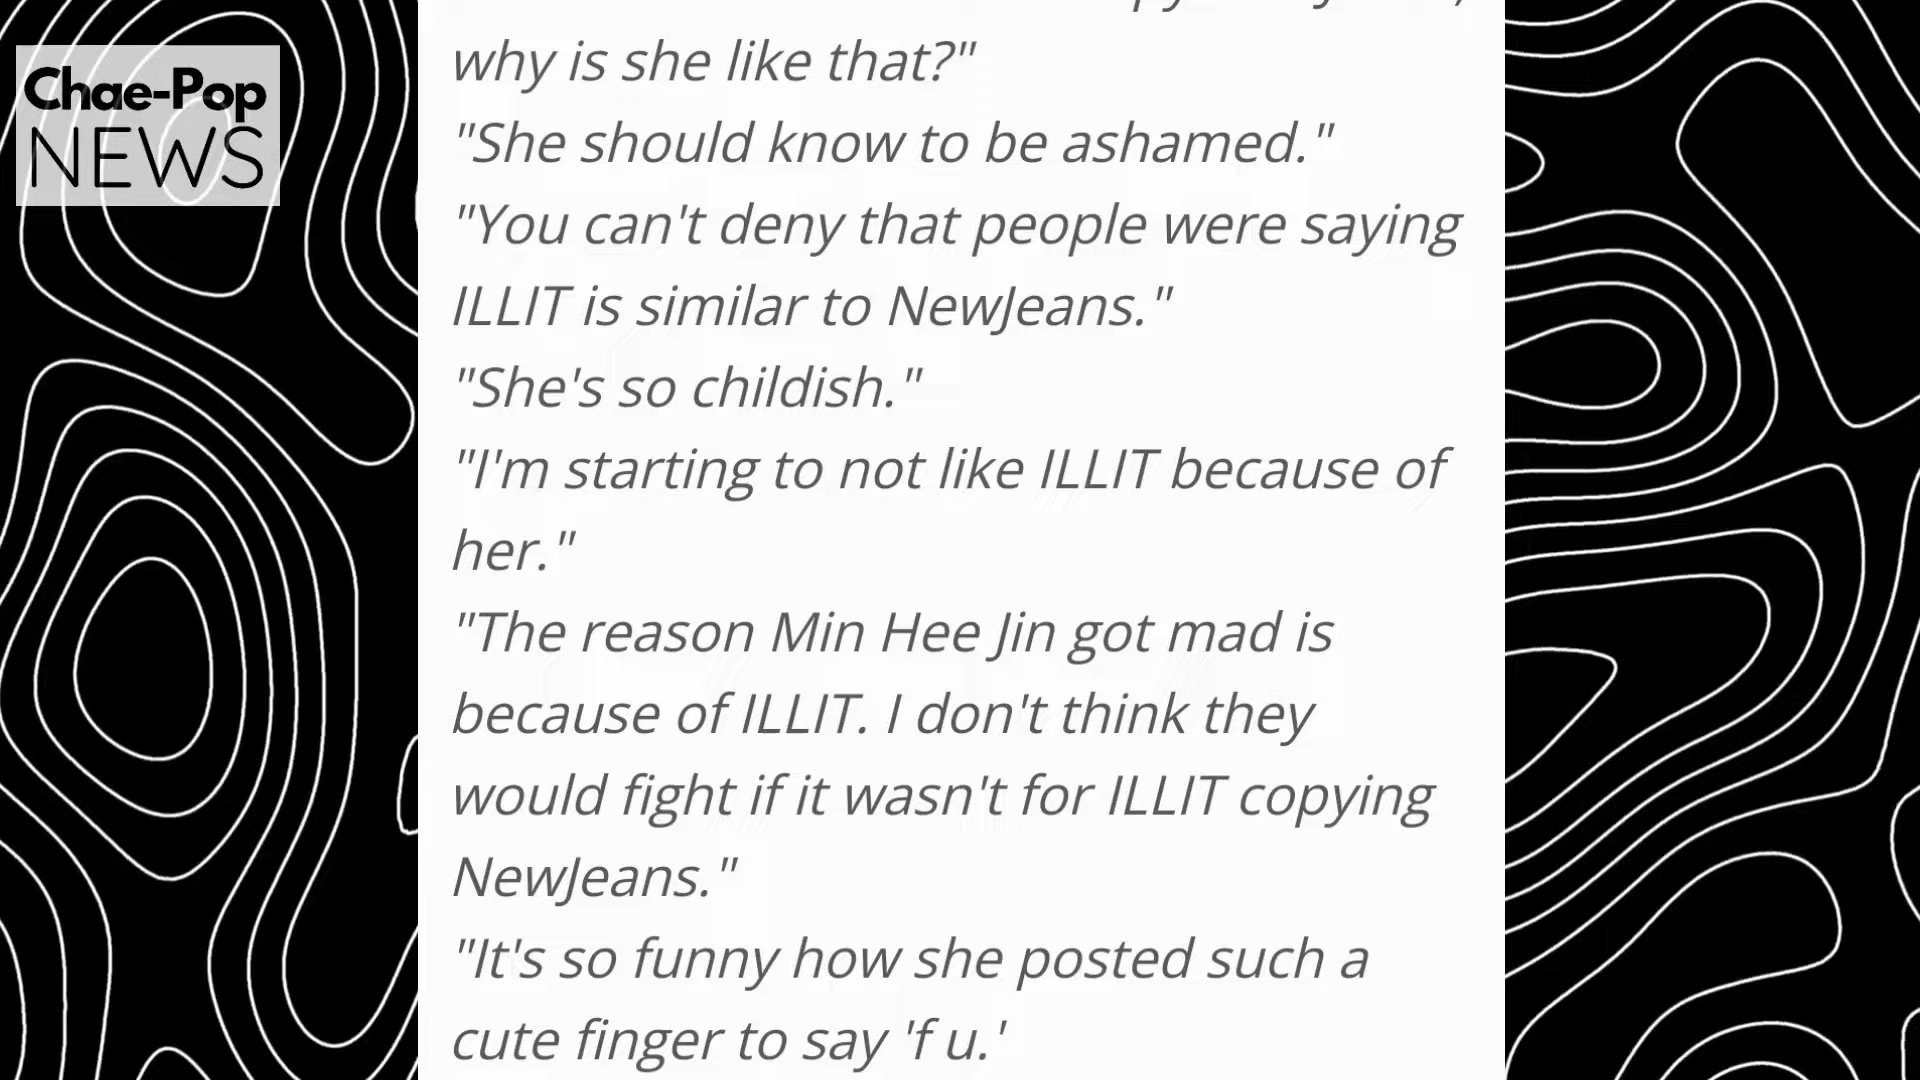 Chae-Pop
NEWS
why is she like that?"
"She should know to be ashamed."
"You can't deny that people were saying
ILLIT is similar to NewJeans."
"She's so childish."
"I'm starting to not like ILLIT because of
her."
"The reason Min Hee Jin got mad is
because of ILLIT. I don't think they
would fight if it wasn't for ILLIT copying
NewJeans."
"It's so funny how she posted such a
cute finger to say 'f u.'